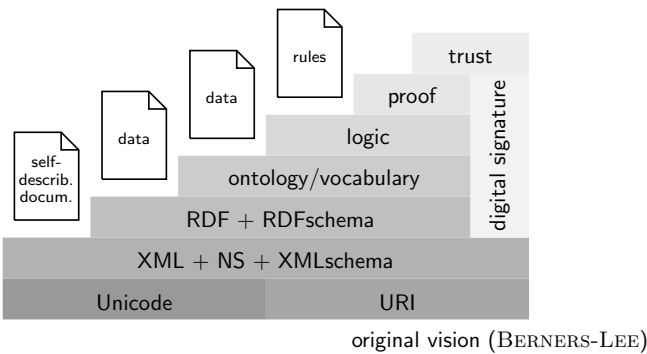 rules
trust
data
proof
digital signature
data
logic
self-
describ.
docum.
ontology/vocabulary
RDF + RDFschema
XML + NS + XMLschema
Unicode
URI
original vision (BERNERS-LEE)